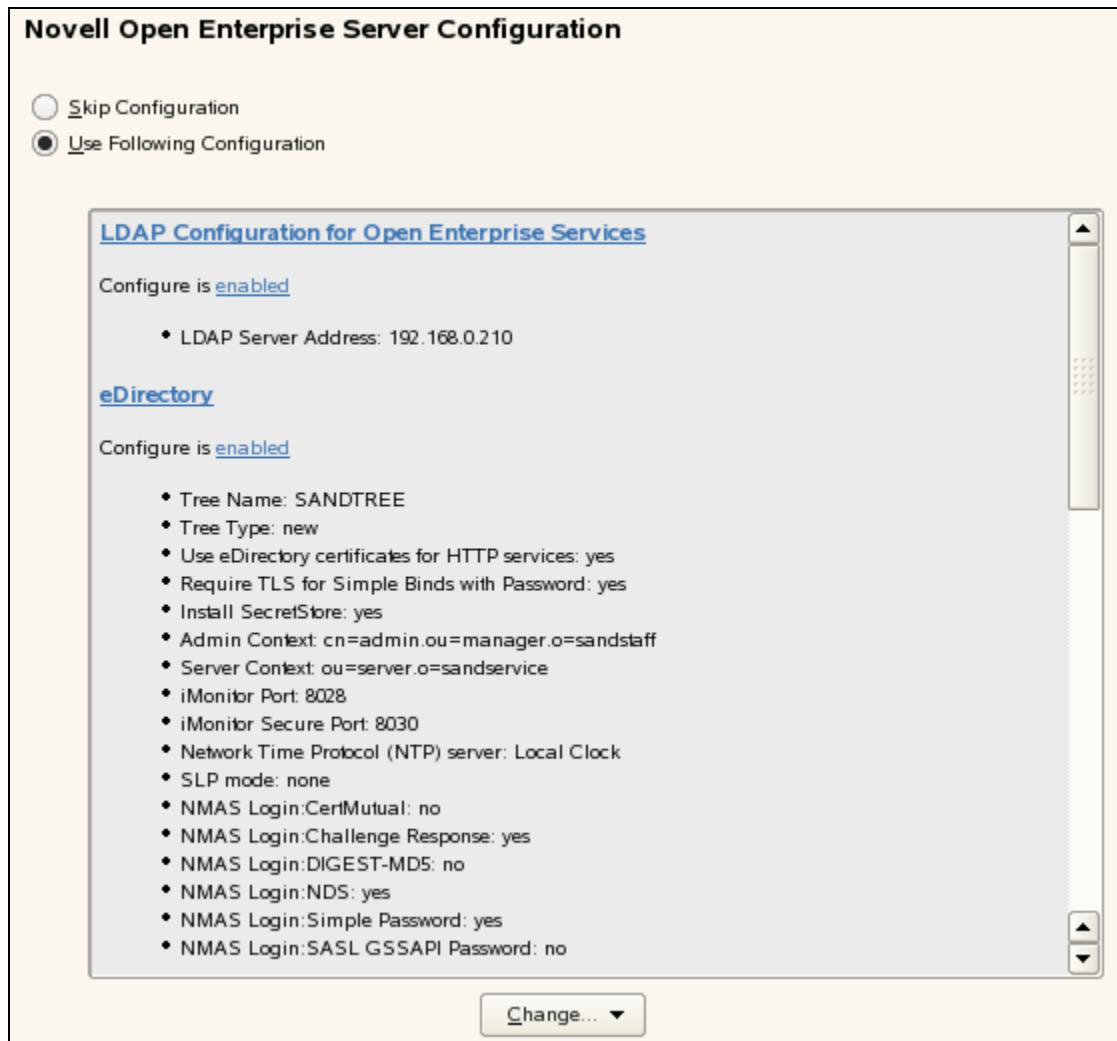 Novell Open Enterprise Server Configuration
Skip Configuration
Use Following Configuration
LDAP Configuration for Open Enterprise Services
Configure is enabled
• LDAP Server Address: 192.168.0.210
eDirectory
Configure is enabled
• Tree Name: SANDTREE
• Tree Type: new
• Use eDirectory certificates for HTTP services: yes
• Require TLS for Simple Binds with Password: yes
• Install SecretStore: yes
• Admin Context: cn=admin.ou=manager.o=sandstaff
• Server Context: ou=server.o=sandservice
• iMonitor Port: 8028
• iMonitor Secure Port: 8030
• Network Time Protocol (NTP) server: Local Clock
• SLP mode: none
• NMAS Login:CertMutual: no
• NMAS Login:Challenge Response: yes
• NMAS Login:DIGEST-MD5: no
• NMAS Login:NDS: yes
• NMAS Login:Simple Password: yes
• NMAS Login:SASL GSSAPI Password: no
Change...